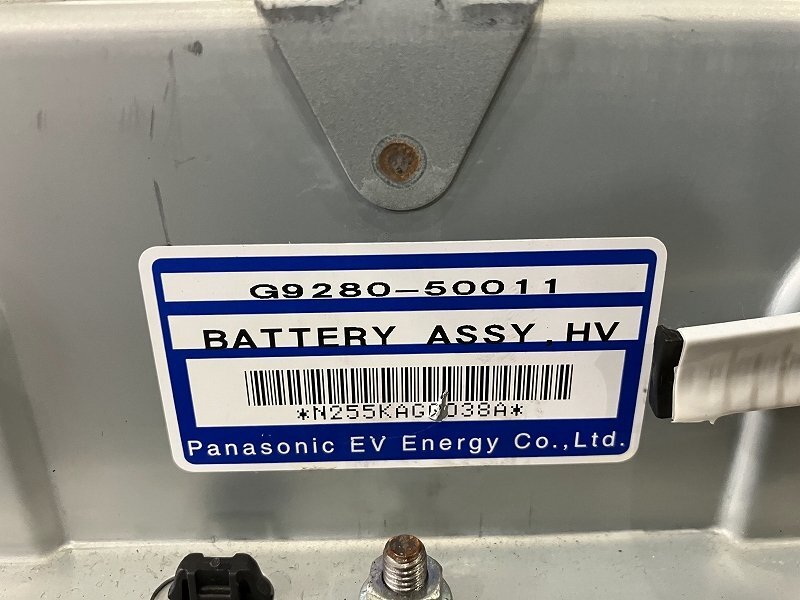 G9280-50011
BATTERY ASSY, HV
*N255KAG0038A*
Panasonic EV Energy Co.,Ltd.